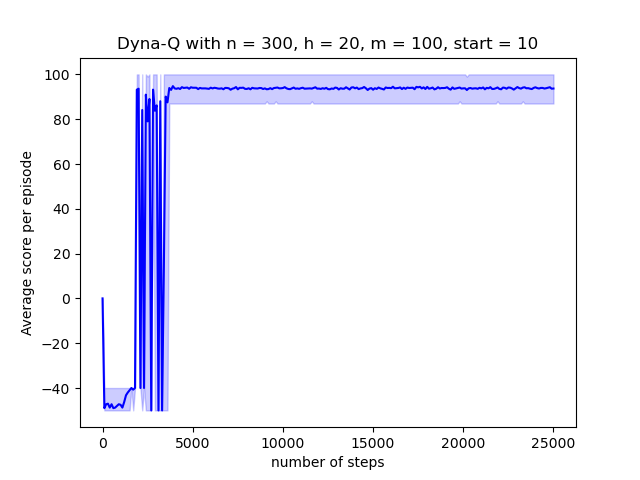 Dyna-Q with n = 300, h = 20, m = 100, start = 10
100
80
60
40
20
0
−20
−40
Average score per episode
0 5000 10000 15000 20000 25000
number of steps